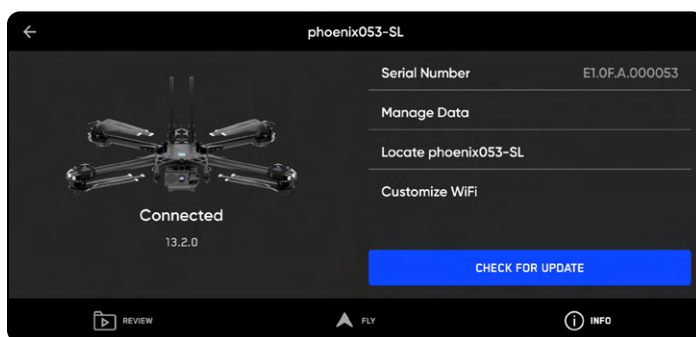 phoenix053-SL
Serial Number E1.0F.A.000053
Manage Data
Locate phoenix053-SL
Customize WiFi
Connected
13.2.0
CHECK FOR UPDATE
REVIEW FLY INFO